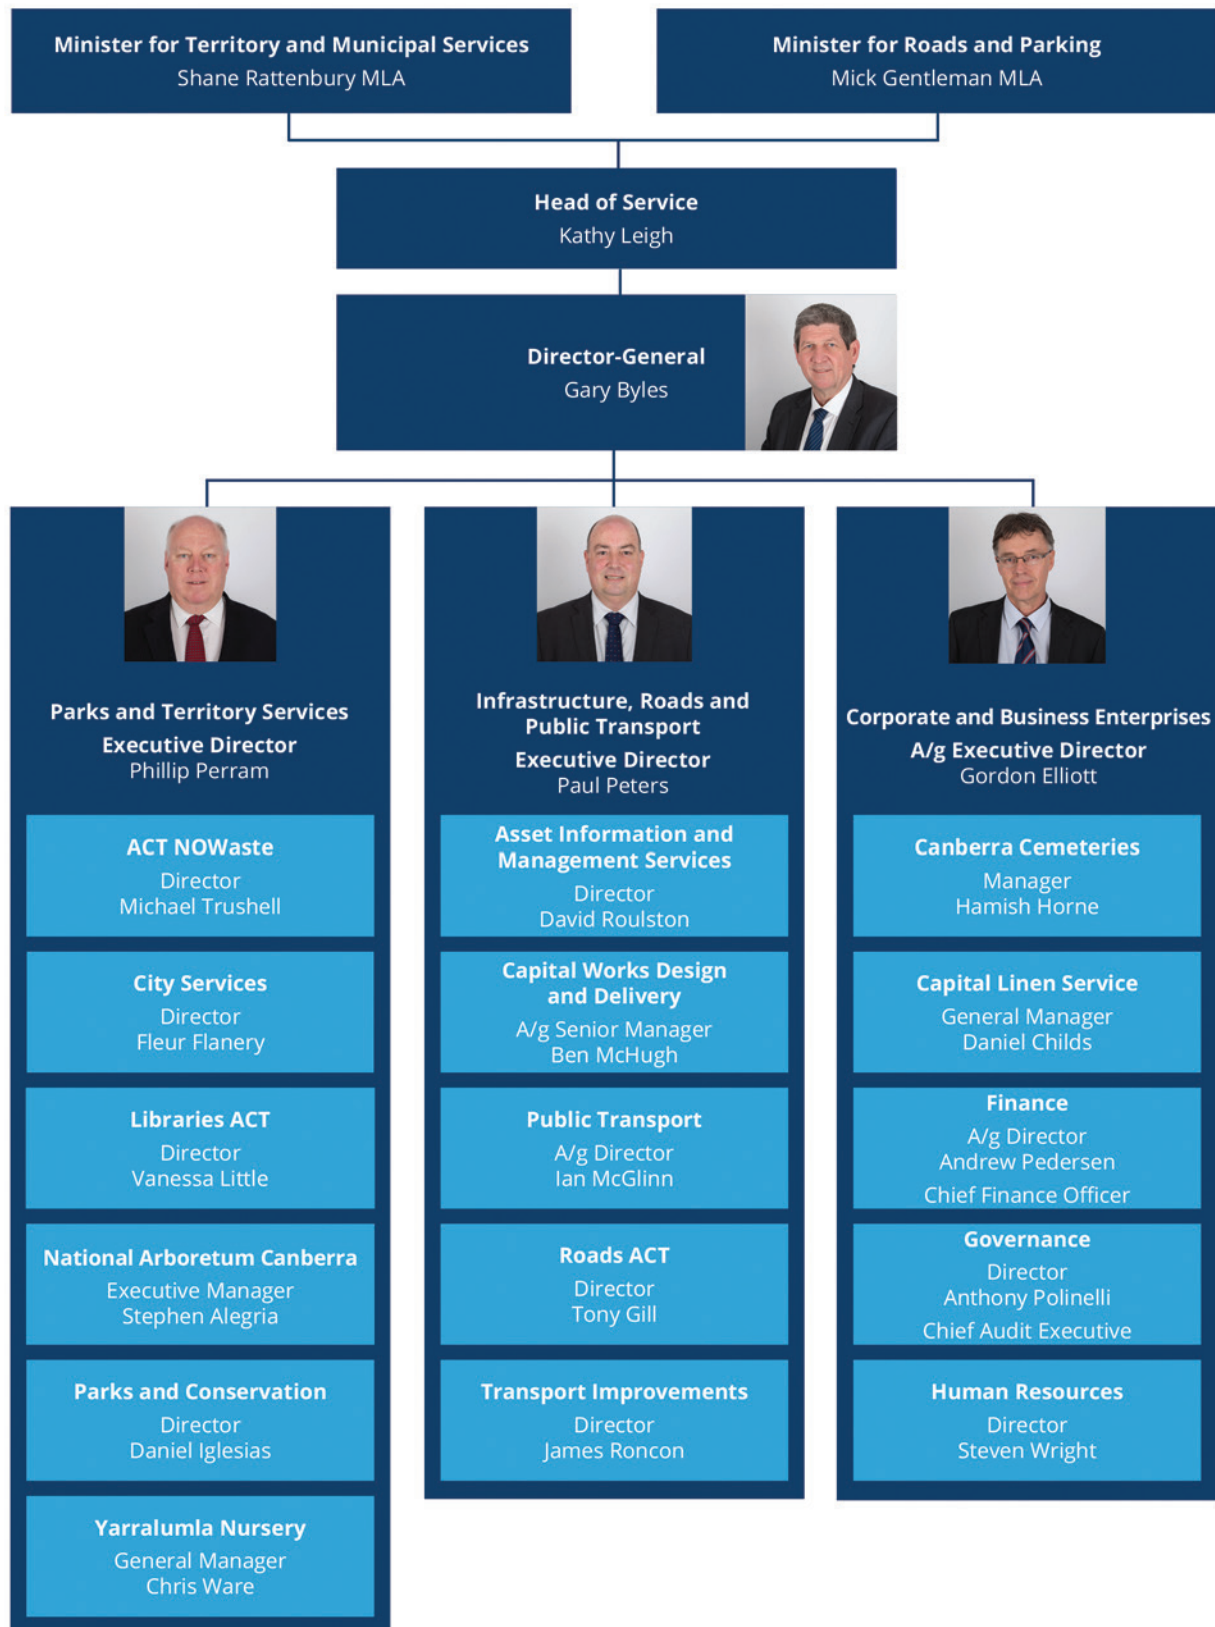 Minister for Territory and Municipal Services
Shane Rattenbury MLA
Minister for Roads and Parking
Mick Gentleman MLA
Head of Service
Kathy Leigh
Director-General
Gary Byles
Parks and Territory Services
Executive Director
Phillip Perram
ACT NOWaste
Director
Michael Trushell
City Services
Director
Fleur Flanery
Libraries ACT
Director
Vanessa Little
National Arboretum Canberra
Executive Manager
Stephen Alegria
Parks and Conservation
Director
Daniel Iglesias
Yarralumla Nursery
General Manager
Chris Ware
Infrastructure, Roads and
Public Transport
Executive Director
Paul Peters
Asset Information and
Management Services
Director
David Roulston
Capital Works Design
and Delivery
A/g Senior Manager
Ben McHugh
Public Transport
A/g Director
Ian McGlinn
Roads ACT
Director
Tony Gill
Transport Improvements
Director
James Roncon
Corporate and Business Enterprises
A/g Executive Director
Gordon Elliott
Canberra Cemeteries
Manager
Hamish Horne
Capital Linen Service
General Manager
Daniel Childs
Finance
A/g Director
Andrew Pedersen
Chief Finance Officer
Governance
Director
Anthony Polinelli
Chief Audit Executive
Human Resources
Director
Steven Wright